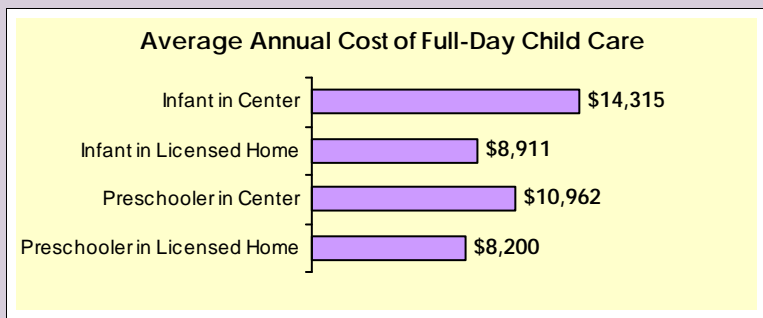 Average Annual Cost of Full-Day Child Care
Infant in Center $14,315
Infant in Licensed Home $8,911
Preschooler in Center $10,962
Preschooler in Licensed Home $8,200